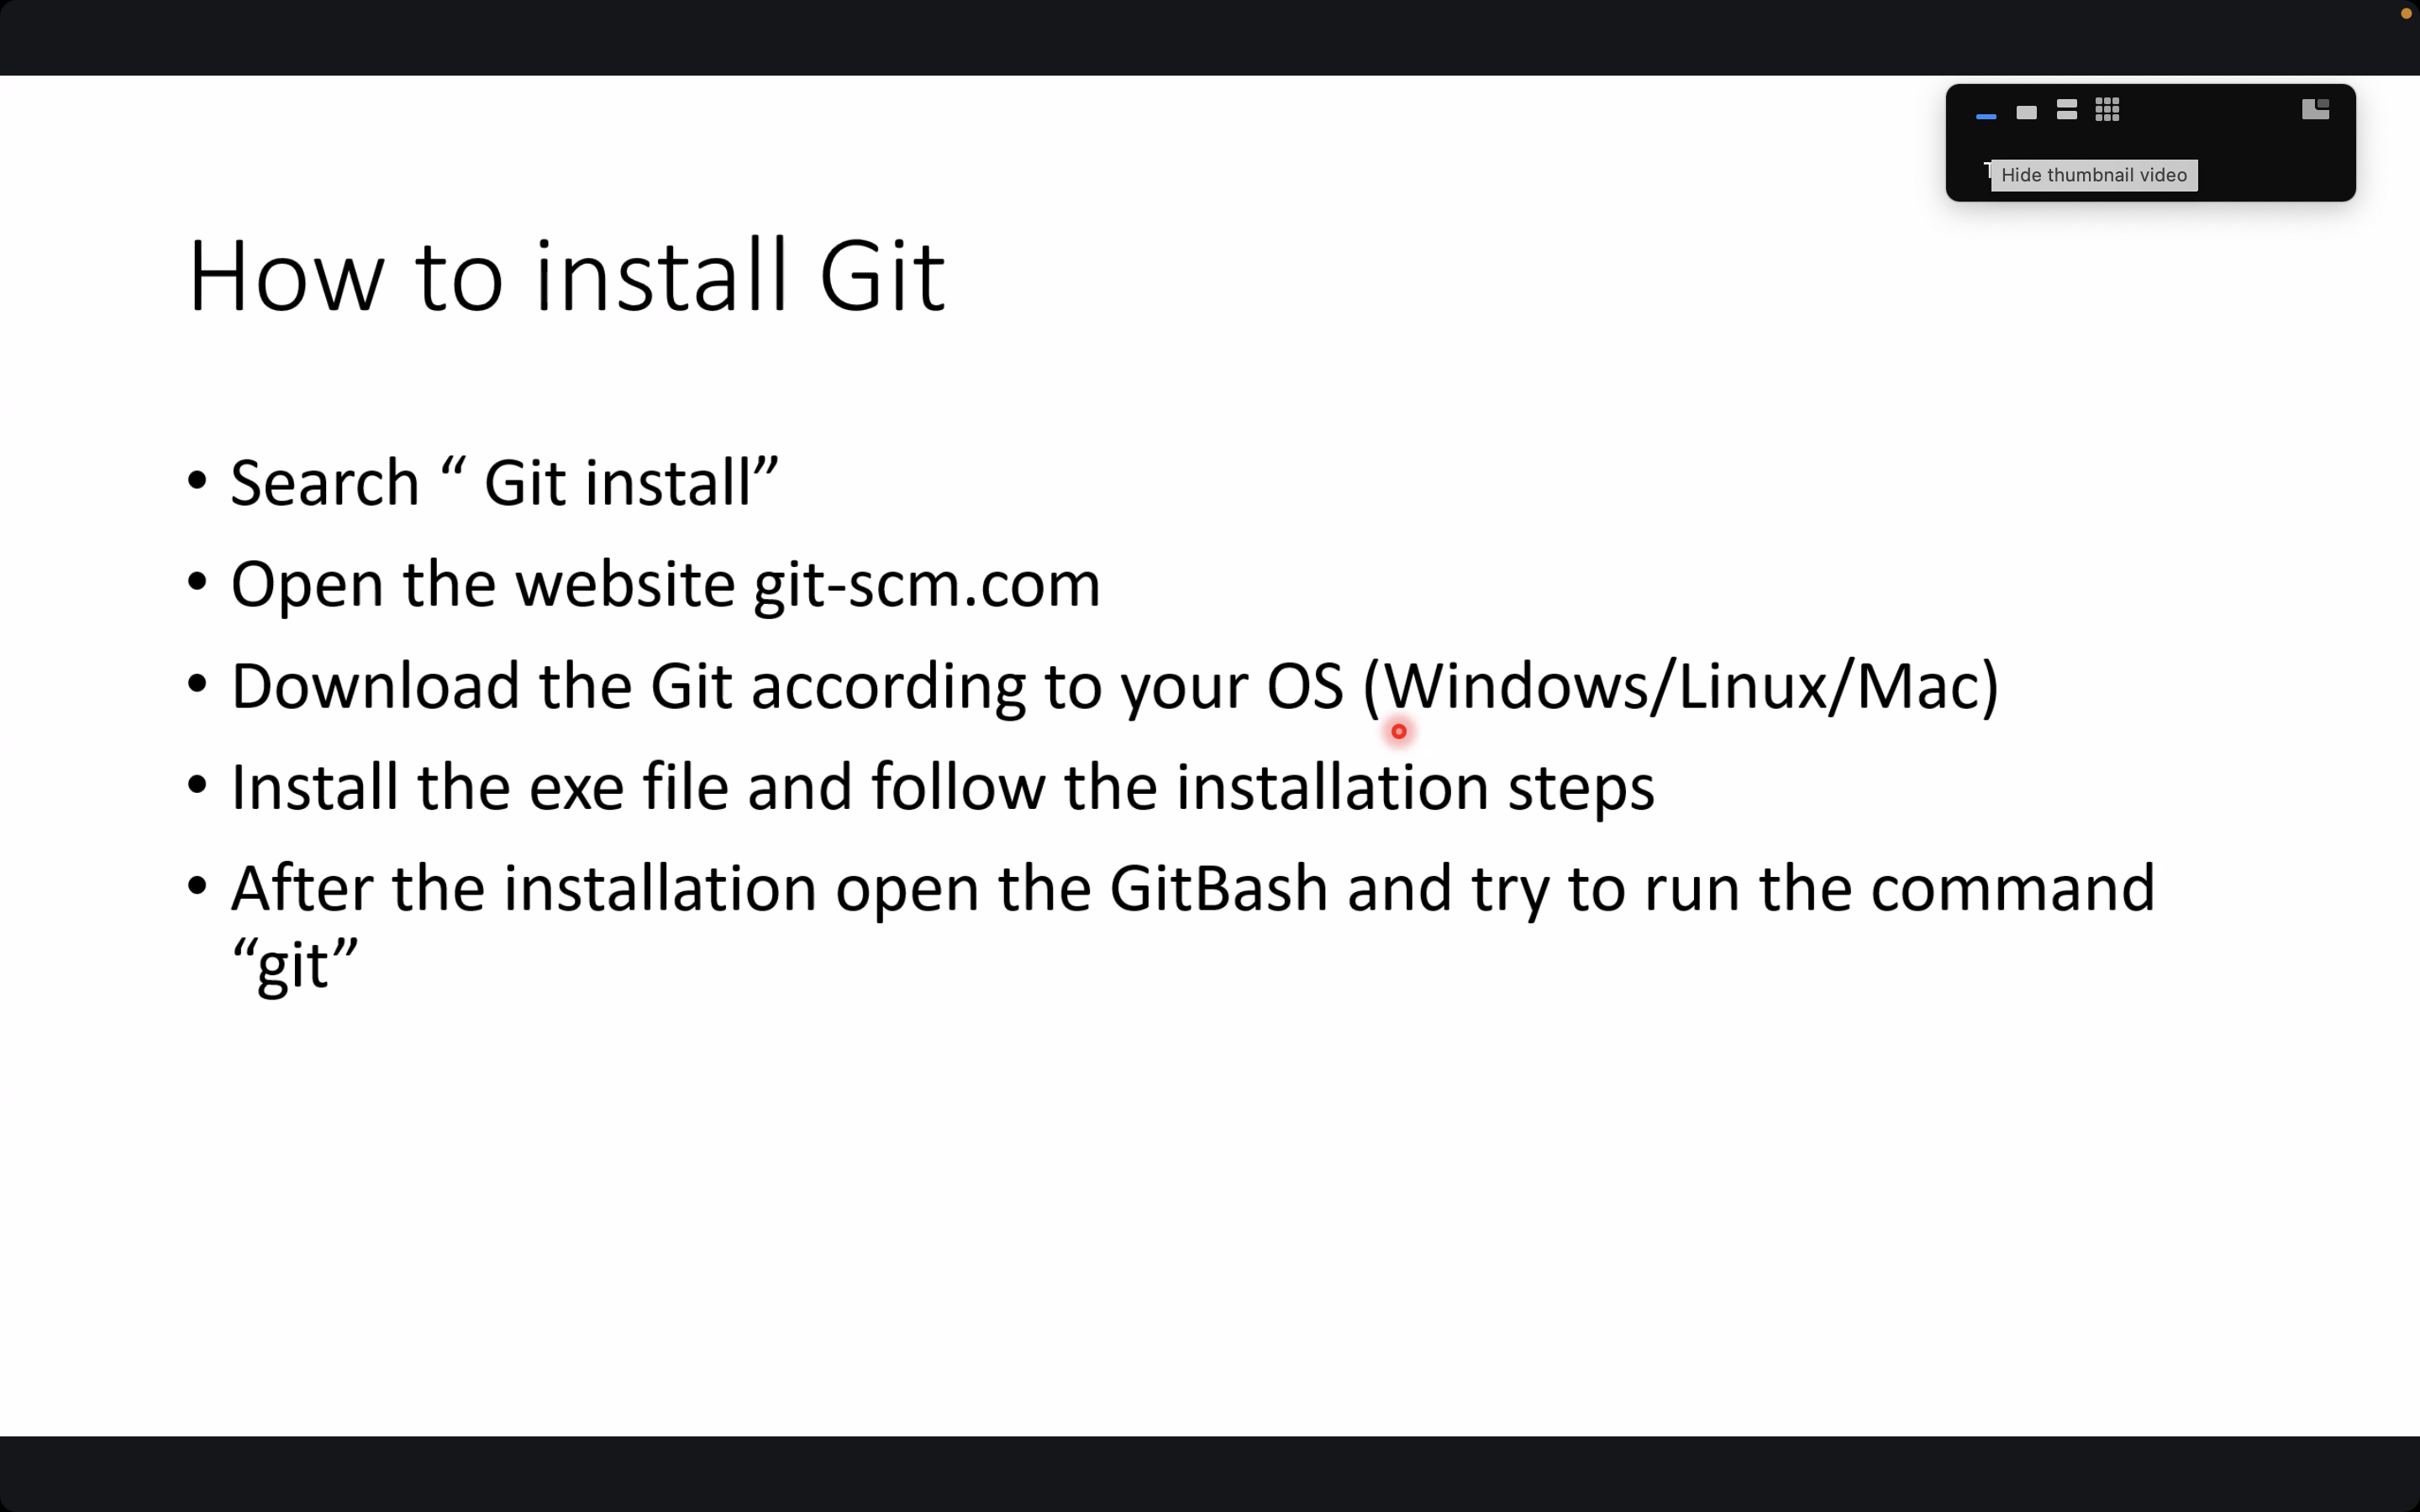 Hide thumbnail video
How to install Git
• Search “ Git install”
• Open the website git-scm.com
• Download the Git according to your OS (Windows/Linux/Mac)
• Install the exe file and follow the installation steps
• After the installation open the GitBash and try to run the command
“git”